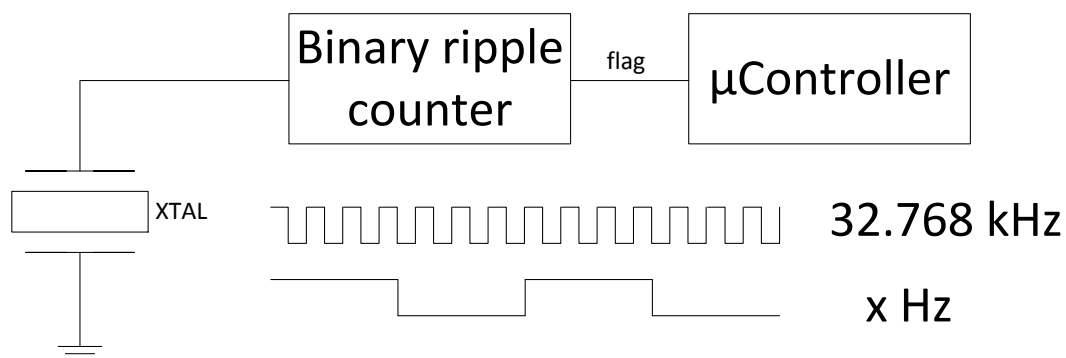 Binary ripple
counter
flag
µController
XTAL
32.768 kHz
x Hz